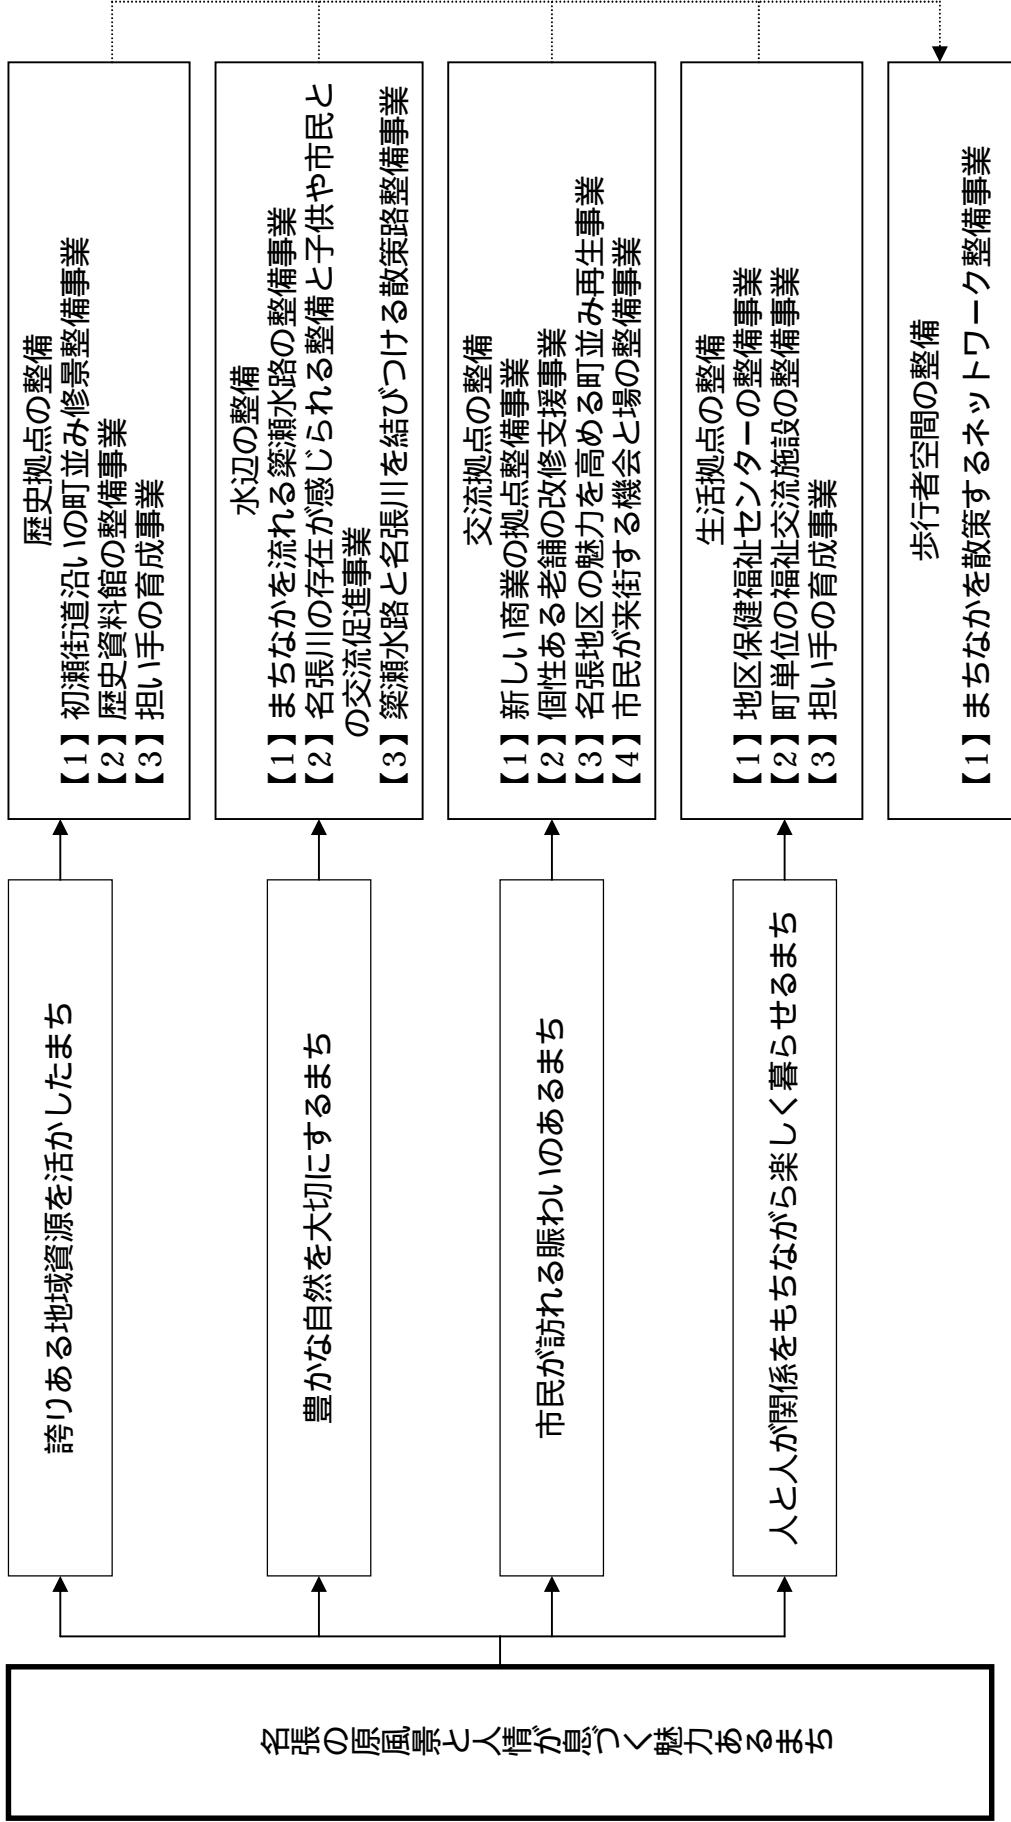 名張の原風景と人情が息づく魅力あるまち
誇りある地域資源を活かしたまち
豊かな自然を大切にするまち
市民が訪れる賑わいのあるまち
人と人が関係をもちながら楽しく暮らせるまち
歴史拠点の整備
【1】初瀬街道沿いの町並み修景整備事業
【2】歴史資料館の整備事業
【3】担い手の育成事業
水辺の整備
【1】まちなかを流れる簗瀬水路の整備事業
【2】名張川の存在が感じられる整備と子供や市民と
の交流促進事業
【3】簗瀬水路と名張川を結びつける散策路整備事業
交流拠点の整備
【1】新しい商業の拠点整備事業
【2】個性ある老舗の改修支援事業
【3】名張地区の魅力を高める町並み再生事業
【4】市民が来街する機会と場の整備事業
生活拠点の整備
【1】地区保健福祉センターの整備事業
【2】町単位の福祉交流施設の整備事業
【3】担い手の育成事業
歩行者空間の整備
【1】まちなかを散策するネットワーク整備事業